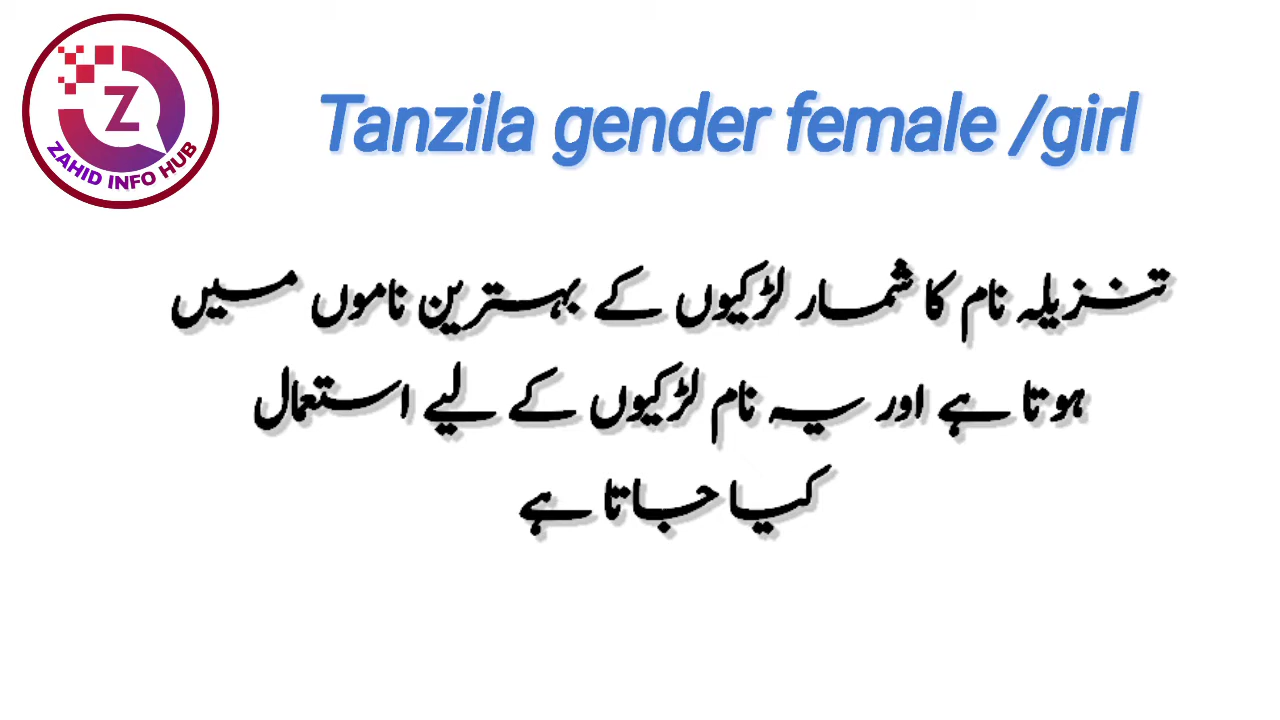 Z
ZAHID INFO HUB
Tanzila gender female /girl
تنزیلہ نام کا شمار لڑکیوں کے بہترین ناموں میں
ہوتا ہے اور یہ نام لڑکیوں کے لیے استعمال
کیا جاتا ہے